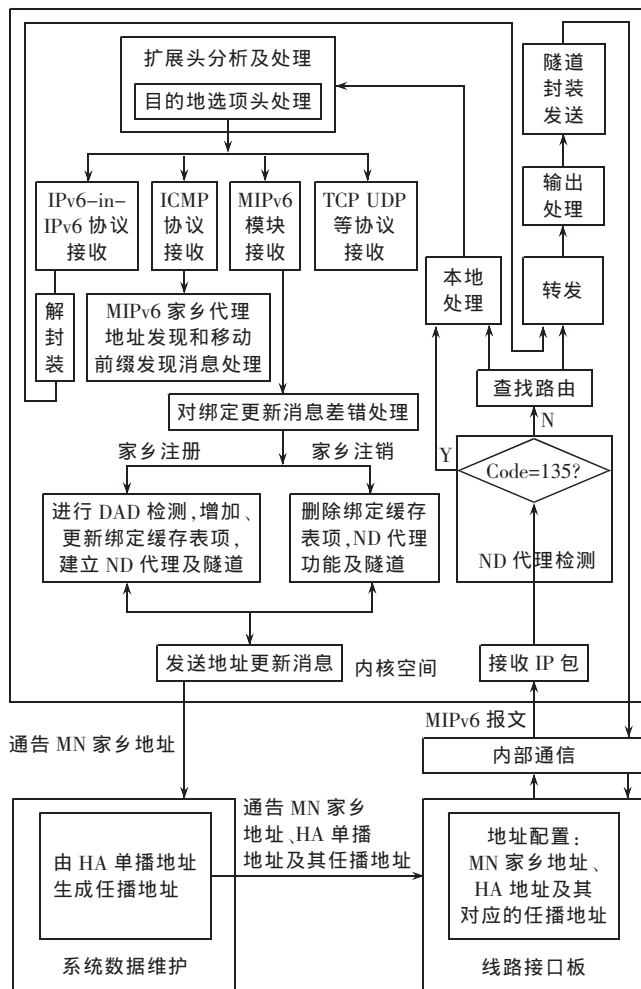 扩展头分析及处理
目的地选项头处理
隧道
封装
发送
IPv6-in-
IPv6 协议
接收
ICMP
协议
接收
MIPv6
模块
接收
TCP UDP
等协议
接收
输出
处理
解
封
装
MIPv6 家乡代理
地址发现和移动
前缀发现消息处理
本地
处理
转发
查找路由
对绑定更新消息差错处理
家乡注册
家乡注销
Y
N
Code=135?
进行 DAD 检测,增加、
更新绑定缓存表项,
建立 ND 代理及隧道
删除绑定缓存
表项,ND 代理
功能及隧道
ND 代理检测
发送地址更新消息
内核空间
接收 IP 包
通告 MN 家乡地址
MIPv6 报文
内部通信
由 HA 单播地址
生成任播地址
系统数据维护
通告 MN 家乡
地址、HA 单播
地址及其任播地址
地址配置:
MN 家乡地址、
HA 地址及其
对应的任播地址
线路接口板